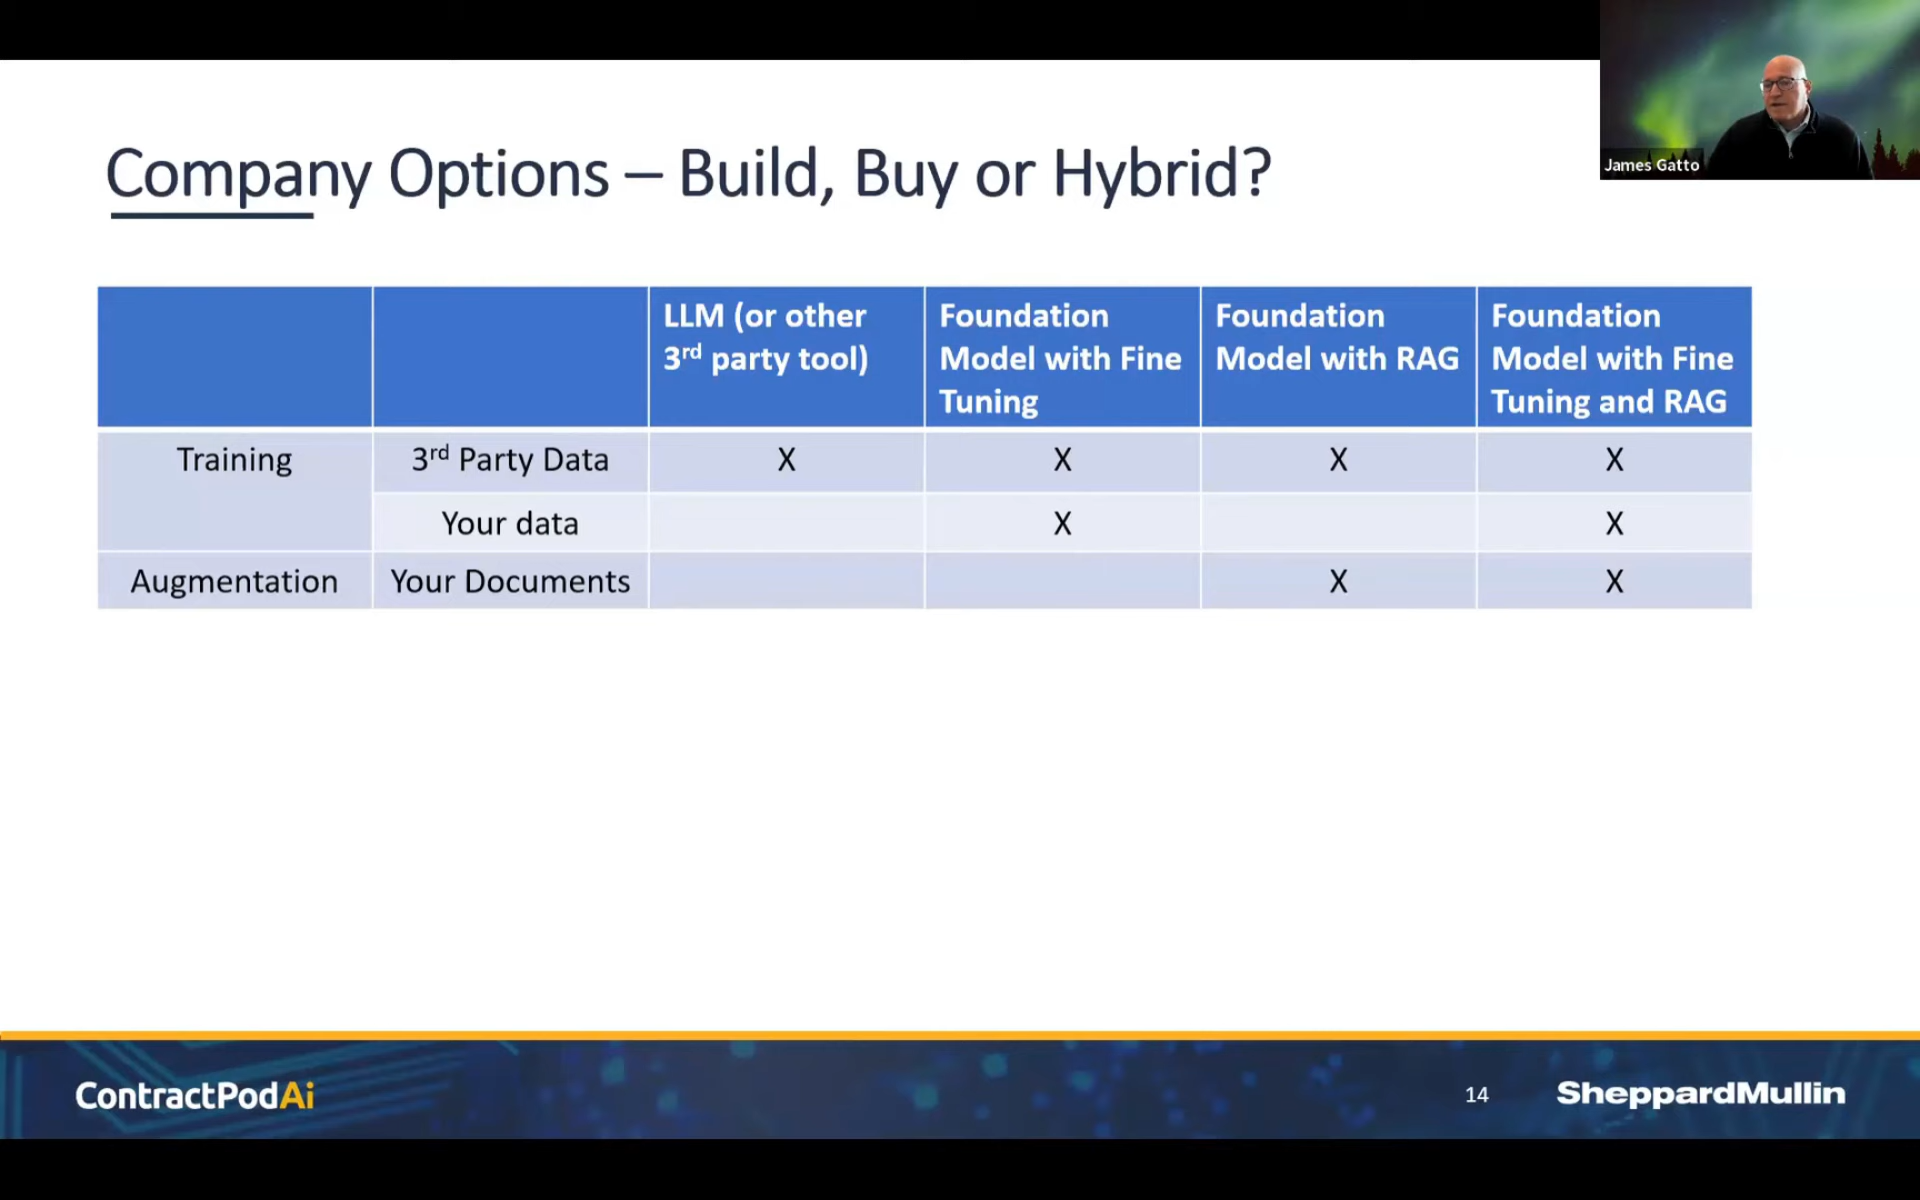 James Gatto
Company Options – Build, Buy or Hybrid?
LLM (or other
3rd party tool)
Foundation
Model with Fine
Tuning
Foundation
Model with RAG
Foundation
Model with Fine
Tuning and RAG
Training
3rd Party Data
X
X
X
X
Your data
X
X
Augmentation
Your Documents
X
X
ContractPodAi
14
SheppardMullin